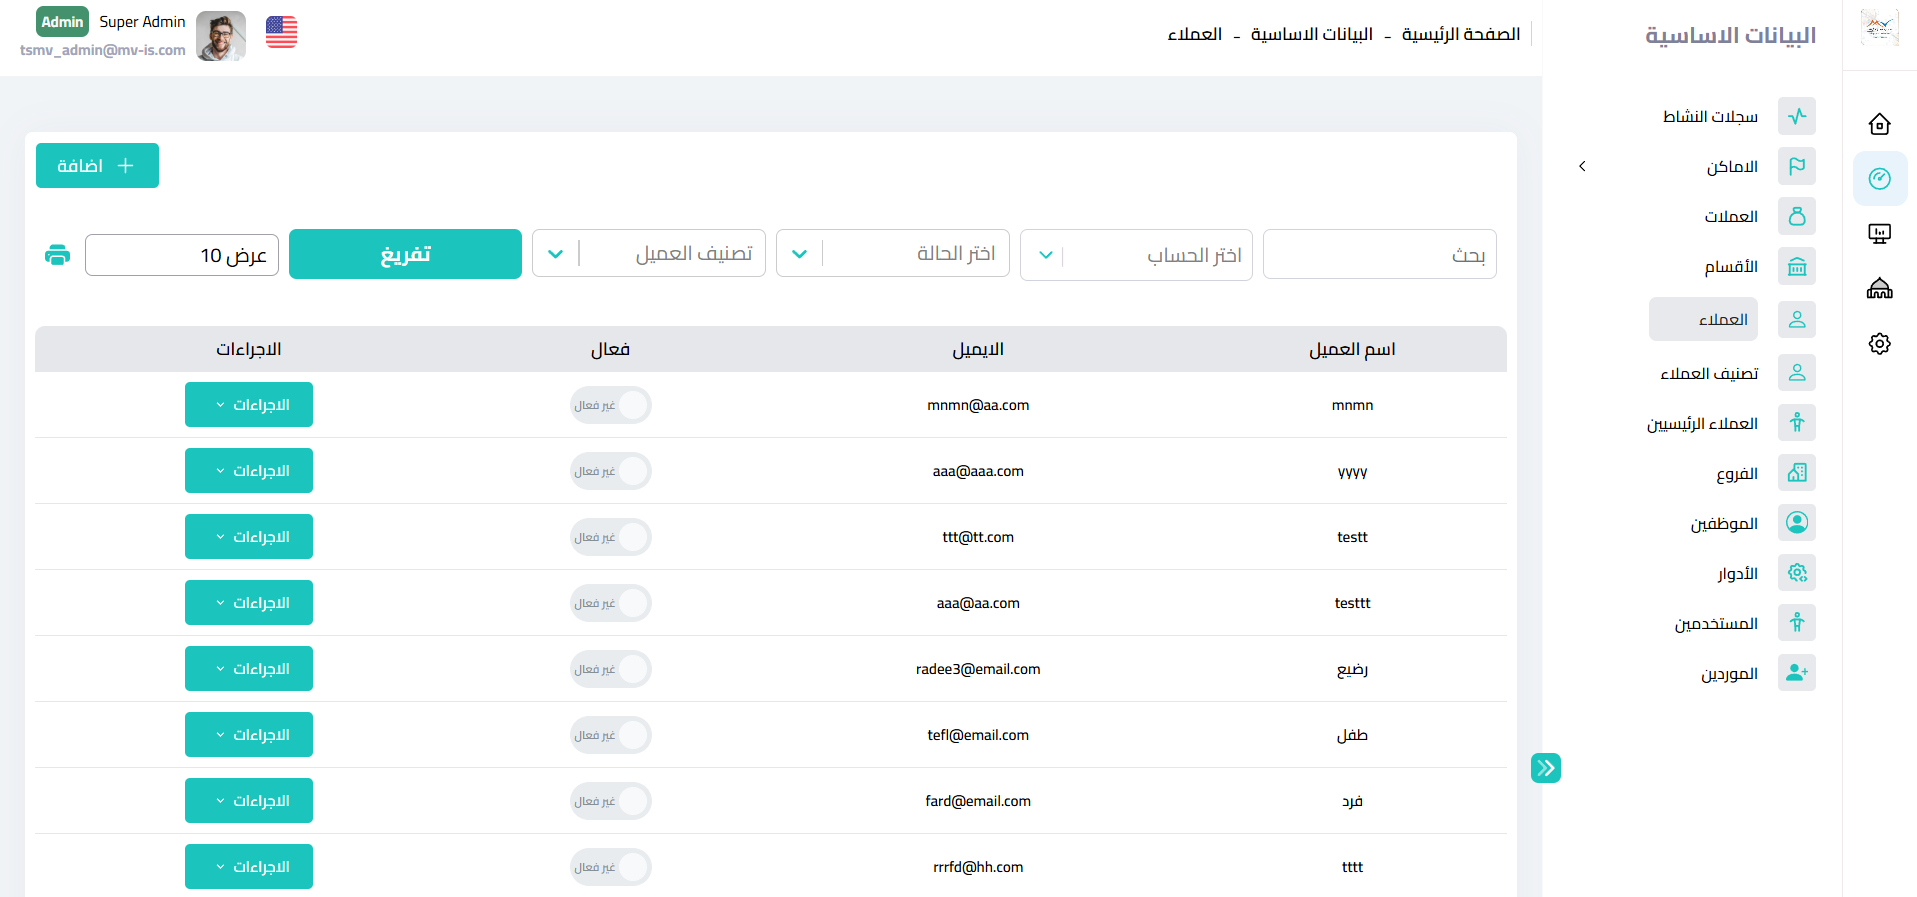 البيانات الاساسية
الصفحة الرئيسية - البيانات الاساسية - العملاء
Admin Super Admin
tsmv_admin@mv-is.com
سجلات النشاط
الاماكن
العملات
الأقسام
العملاء
تصنيف العملاء
العملاء الرئيسيين
الفروع
الموظفين
الأدوار
المستخدمين
الموردين
+ اضافة
بحث
اختر الحساب
اختر الحالة
تصنيف العميل
تفريغ
عرض 10
اسم العميل الايميل فعال الاجراءات
mnmn mnmn@aa.com غير فعال الاجراءات
yyyy aaa@aaa.com غير فعال الاجراءات
testt ttt@tt.com غير فعال الاجراءات
testtt aaa@aa.com غير فعال الاجراءات
رضيع radee3@email.com غير فعال الاجراءات
طفل tefl@email.com غير فعال الاجراءات
فرد fard@email.com غير فعال الاجراءات
tttt rrrfd@hh.com غير فعال الاجراءات